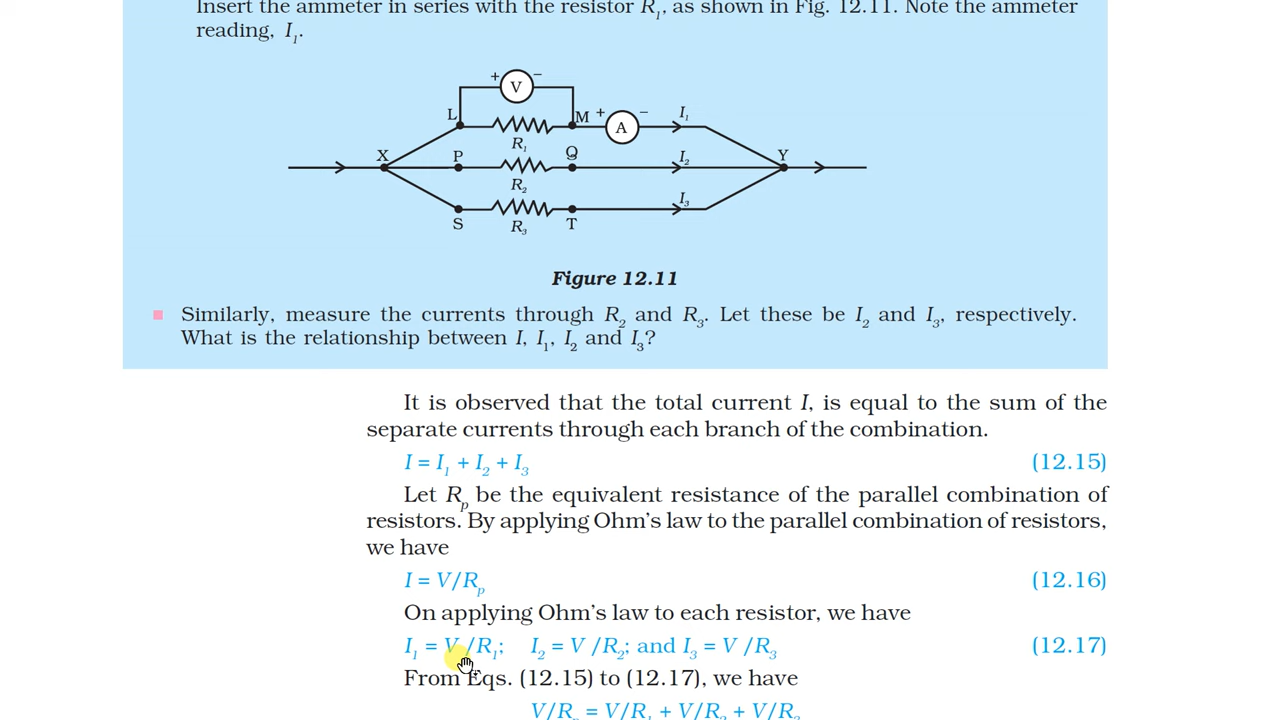 Insert the ammeter in series with the resistor R₁, as shown in Fig. 12.11. Note the ammeter
reading, I₁.
+ V −
L M + A − I₁
R₁
X P Q I₂ Y
R₂
I₃
S R₃ T
Figure 12.11
Similarly, measure the currents through R₂ and R₃. Let these be I₂ and I₃, respectively.
What is the relationship between I, I₁, I₂ and I₃?
It is observed that the total current I, is equal to the sum of the
separate currents through each branch of the combination.
I = I₁ + I₂ + I₃ (12.15)
Let Rₚ be the equivalent resistance of the parallel combination of
resistors. By applying Ohm's law to the parallel combination of resistors,
we have
I = V/Rₚ (12.16)
On applying Ohm's law to each resistor, we have
I₁ = V /R₁; I₂ = V /R₂; and I₃ = V /R₃ (12.17)
From Eqs. (12.15) to (12.17), we have
V/Rₚ = V/R₁ + V/R₂ + V/R₃